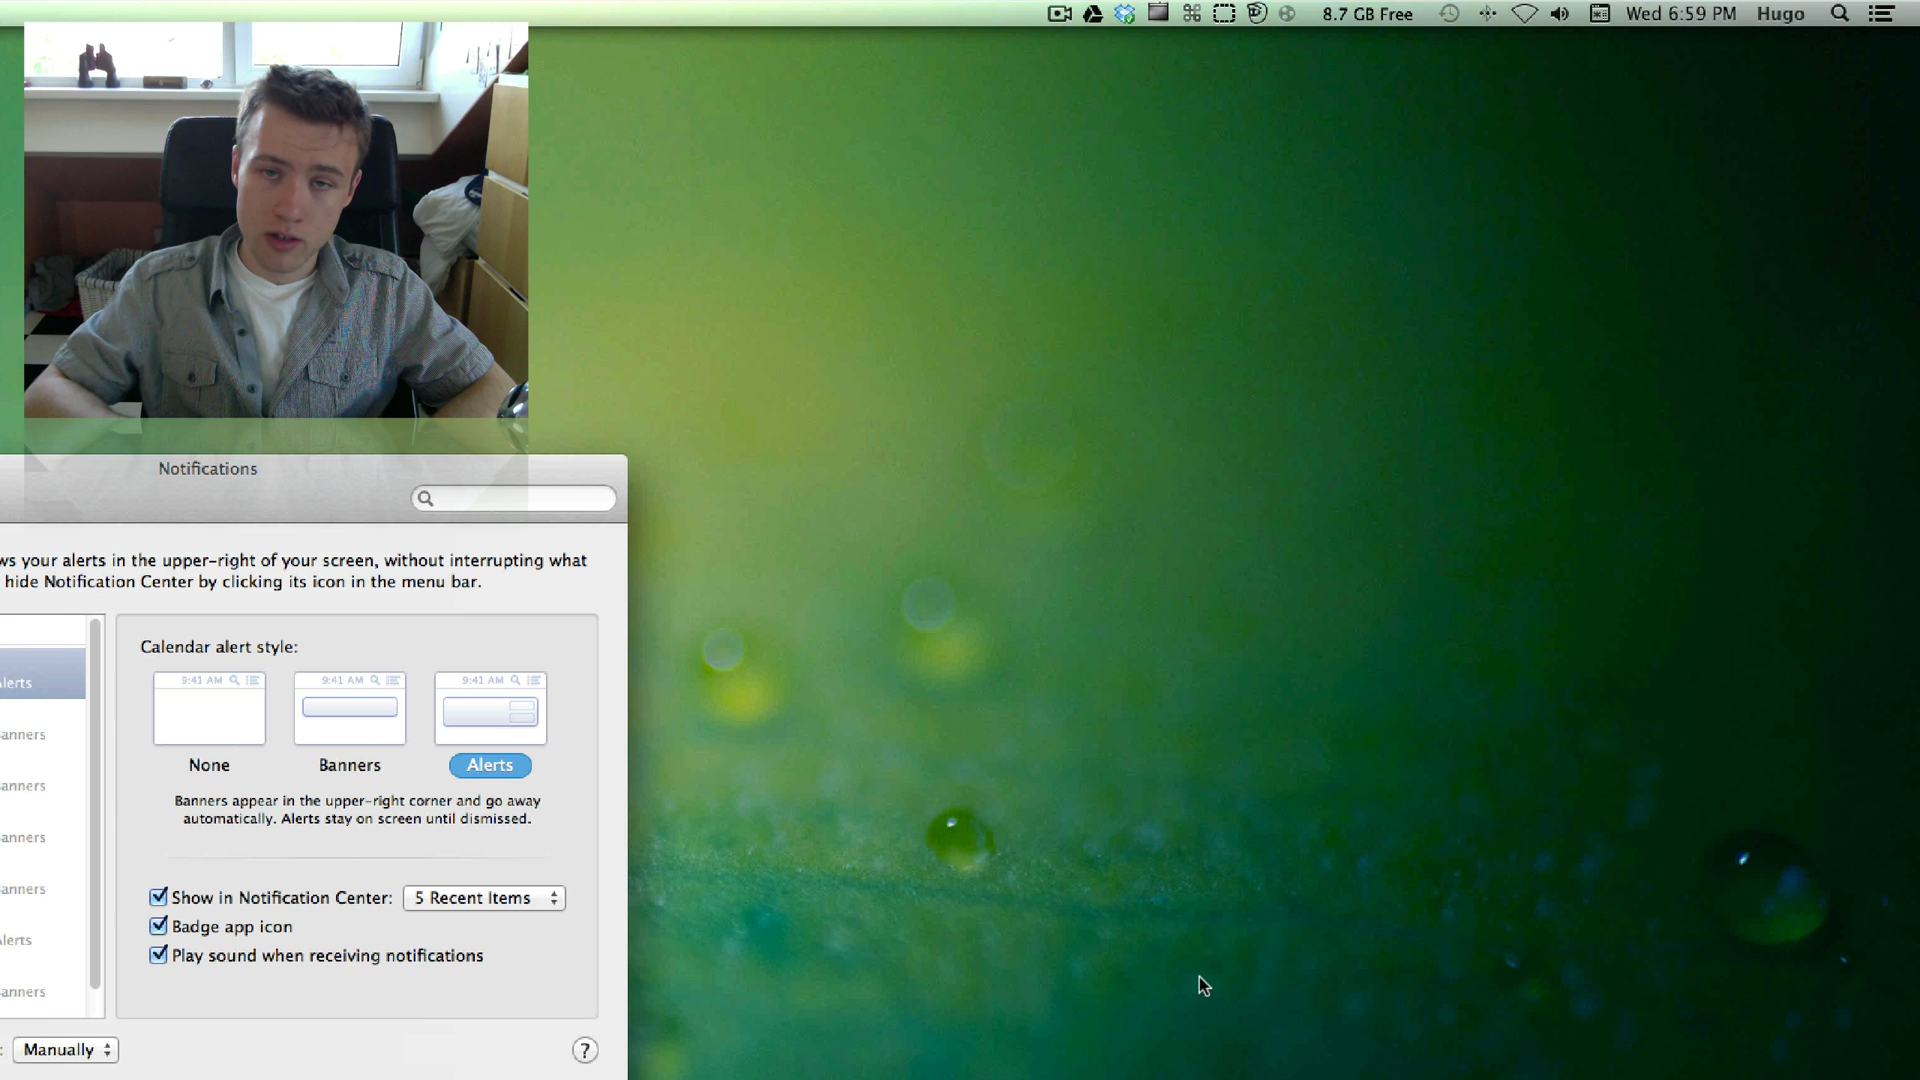 8.7 GB Free Wed 6:59 PM Hugo
Notifications
ws your alerts in the upper-right of your screen, without interrupting what
hide Notification Center by clicking its icon in the menu bar.
Calendar alert style:
lerts
9:41 AM 9:41 AM 9:41 AM
anners
None Banners Alerts
anners
Banners appear in the upper-right corner and go away
automatically. Alerts stay on screen until dismissed.
anners
anners
Show in Notification Center: 5 Recent Items
Badge app icon
lerts
Play sound when receiving notifications
anners
: Manually ?